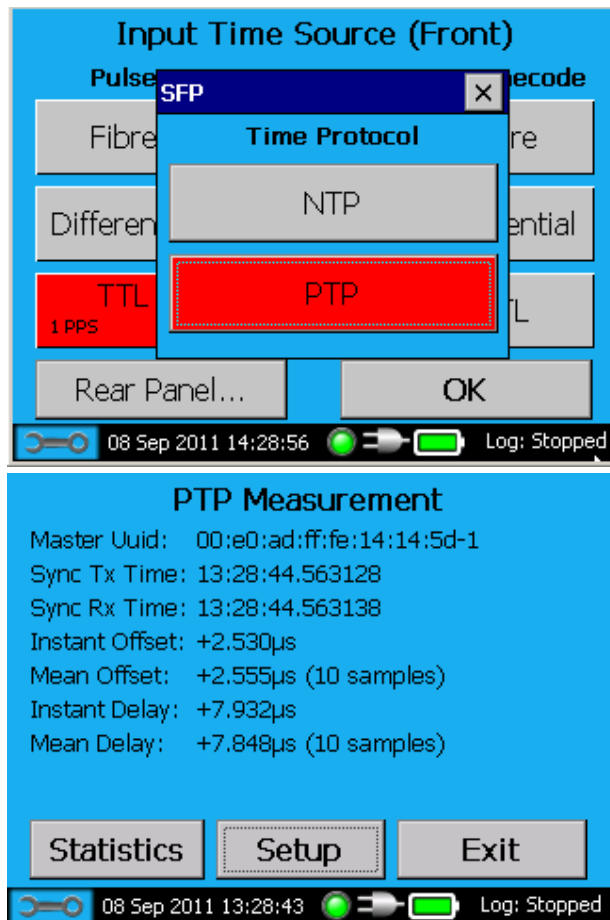 Input Time Source (Front)
Pulse
ecode
SFP
Time Protocol
Fibre
re
NTP
Differen
ential
PTP
TTL
1 PPS
L
Rear Panel...
OK
08 Sep 2011 14:28:56
Log: Stopped
PTP Measurement
Master Uuid: 00:e0:ad:ff:fe:14:14:5d-1
Sync Tx Time: 13:28:44.563128
Sync Rx Time: 13:28:44.563138
Instant Offset: +2.530µs
Mean Offset: +2.555µs (10 samples)
Instant Delay: +7.932µs
Mean Delay: +7.848µs (10 samples)
Statistics
Setup
Exit
08 Sep 2011 13:28:43
Log: Stopped